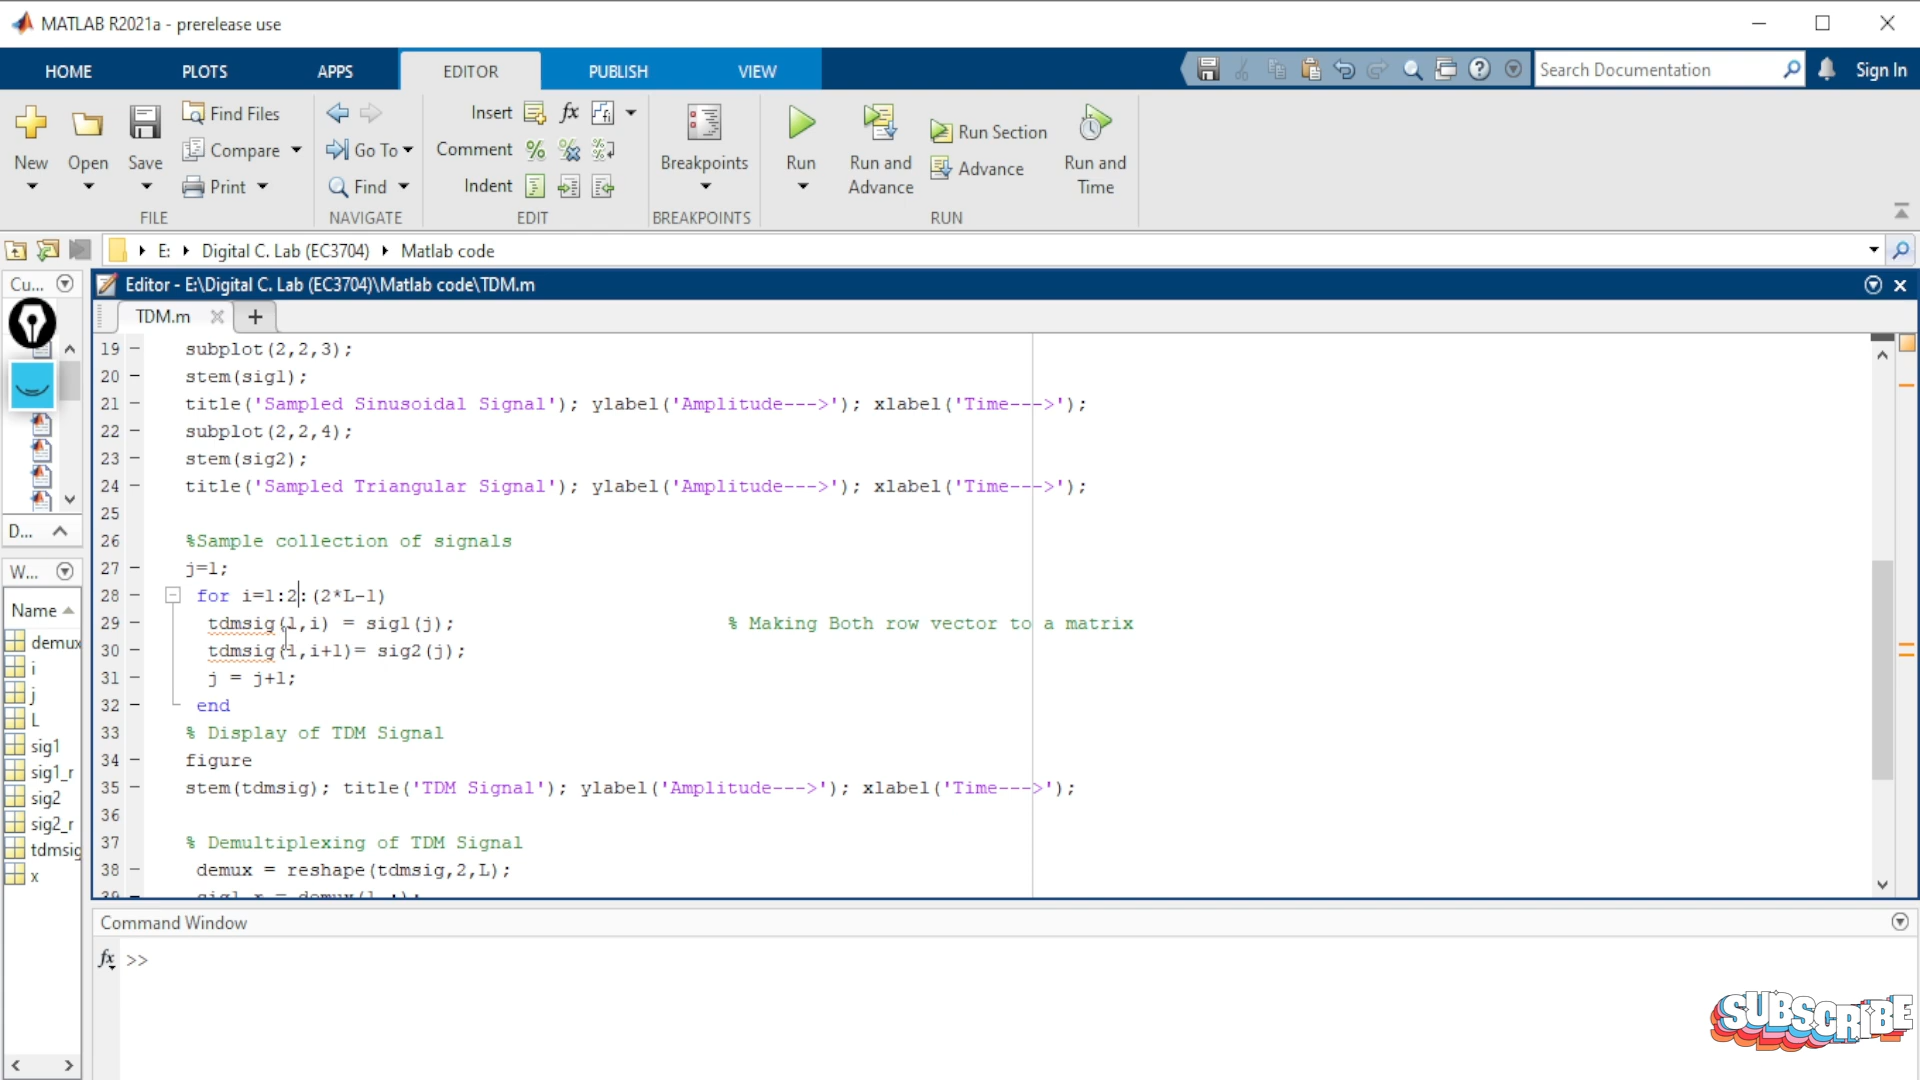 MATLAB R2021a - prerelease use
HOME PLOTS APPS EDITOR PUBLISH VIEW Search Documentation Sign In
New Open Save Find Files Compare Print
Go To Find
Insert fx
Comment
Indent
Breakpoints
Run Run and Advance Run Section Advance Run and Time
FILE NAVIGATE EDIT BREAKPOINTS RUN
E: Digital C. Lab (EC3704) Matlab code
Cu... Editor - E:\Digital C. Lab (EC3704)\Matlab code\TDM.m
TDM.m
19 subplot(2,2,3);
20 stem(sig1);
21 title('Sampled Sinusoidal Signal'); ylabel('Amplitude--->'); xlabel('Time--->');
22 subplot(2,2,4);
23 stem(sig2);
24 title('Sampled Triangular Signal'); ylabel('Amplitude--->'); xlabel('Time--->');
25
26 %Sample collection of signals
27 j=1;
28 for i=1:2:(2*L-1)
29 tdmsig(1,i) = sig1(j); % Making Both row vector to a matrix
30 tdmsig(1,i+1)= sig2(j);
31 j = j+1;
32 end
33 % Display of TDM Signal
34 figure
35 stem(tdmsig); title('TDM Signal'); ylabel('Amplitude--->'); xlabel('Time--->');
36
37 % Demultiplexing of TDM Signal
38 demux = reshape(tdmsig,2,L);
D...
W...
Name
demux
i
j
L
sig1
sig1_r
sig2
sig2_r
tdmsig
x
Command Window
fx >>
SUBSCRIBE